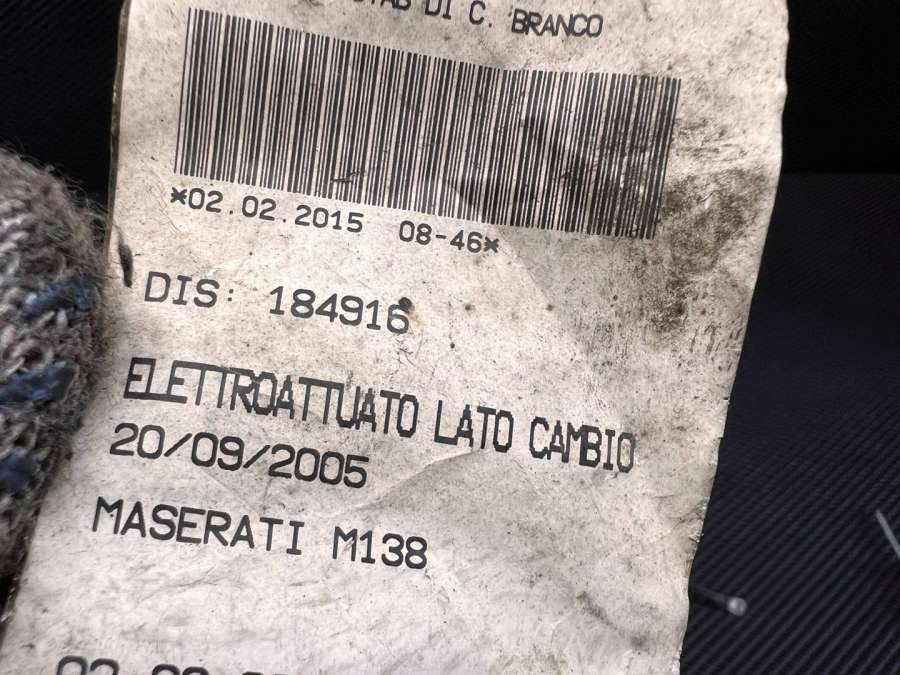 DI C. BRANCO
*02.02.2015 08-46*
DIS: 184916
ELETTROATTUATO LATO CAMBIO
20/09/2005
MASERATI M138